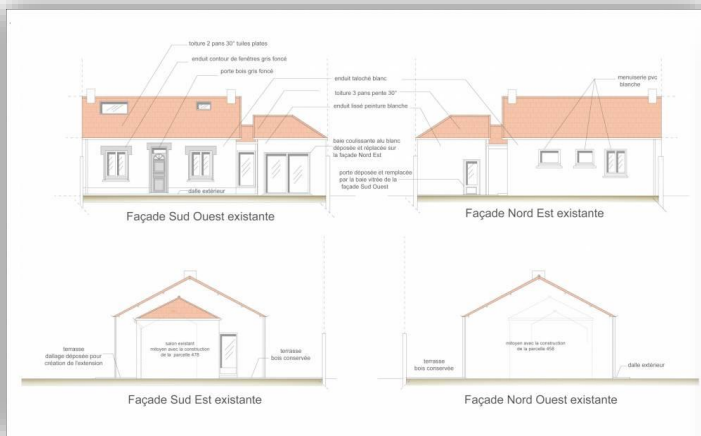 toiture 2 pans 30° tuiles plates
enduit contour de fenêtres gris foncé
porte bois gris foncé
enduit taloché blanc
toiture 3 pans pente 30°
enduit lissé peinture blanche
menuiserie pvc
blanche
baie coulissante alu blanc
déposée et replacée sur
la façade Nord Est
porte déposée et remplacée
par la baie vitrée de la
façade Sud Ouest
dalle extérieur
Façade Sud Ouest existante
Façade Nord Est existante
salon existant
mitoyen avec la construction
de la parcelle 479
terrasse
dallage déposée pour
création de l'extension
terrasse
bois conservée
Façade Sud Est existante
mitoyen avec la construction
de la parcelle 458
terrasse
bois conservée
dalle extérieur
Façade Nord Ouest existante